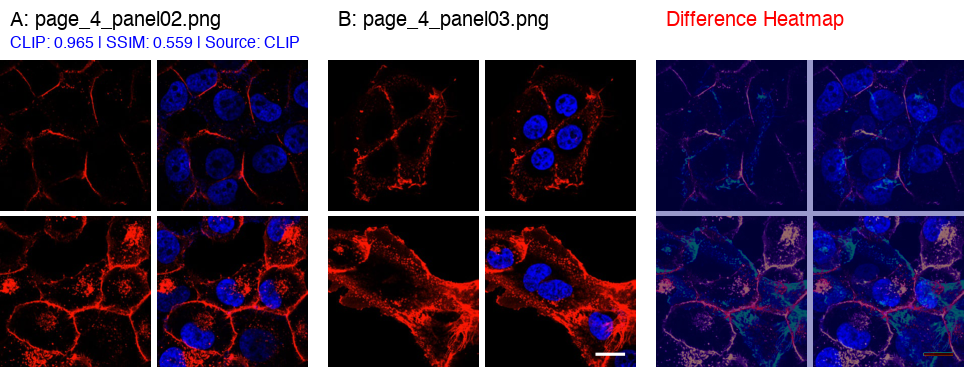 A: page_4_panel02.png
CLIP: 0.965 | SSIM: 0.559 | Source: CLIP
B: page_4_panel03.png
Difference Heatmap